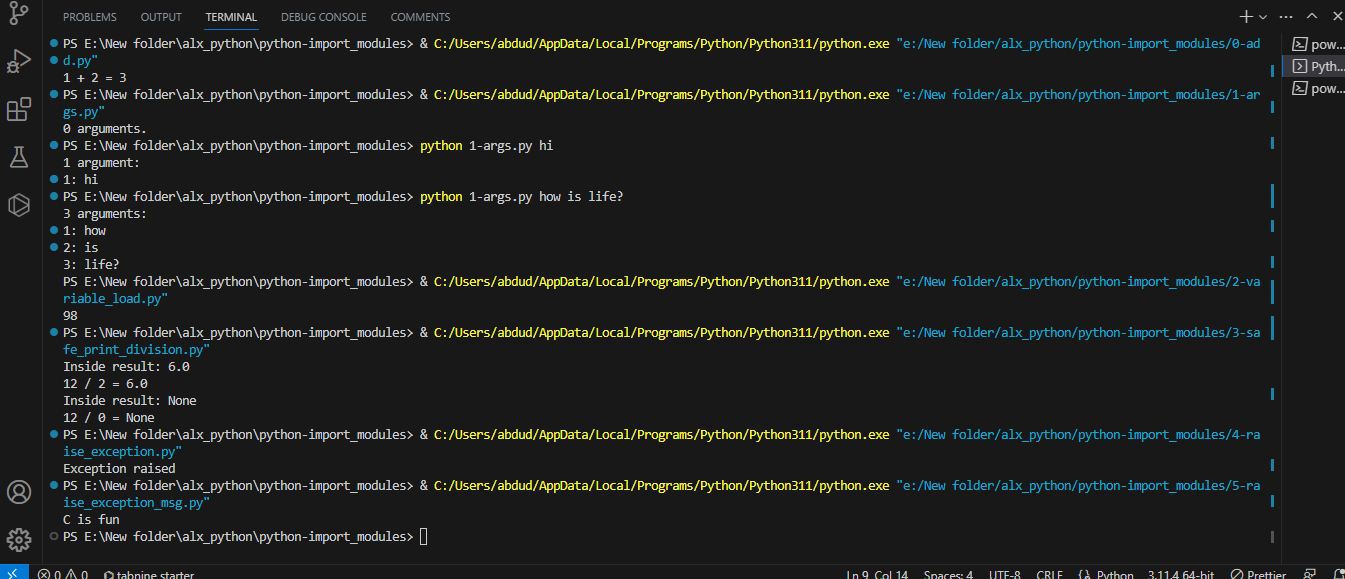 PROBLEMS OUTPUT TERMINAL DEBUG CONSOLE COMMENTS
PS E:\New folder\alx_python\python-import_modules> & C:/Users/abdud/AppData/Local/Programs/Python/Python311/python.exe "e:/New folder/alx_python/python-import_modules/0-ad
d.py"
1 + 2 = 3
PS E:\New folder\alx_python\python-import_modules> & C:/Users/abdud/AppData/Local/Programs/Python/Python311/python.exe "e:/New folder/alx_python/python-import_modules/1-ar
gs.py"
0 arguments.
PS E:\New folder\alx_python\python-import_modules> python 1-args.py hi
1 argument:
1: hi
PS E:\New folder\alx_python\python-import_modules> python 1-args.py how is life?
3 arguments:
1: how
2: is
3: life?
PS E:\New folder\alx_python\python-import_modules> & C:/Users/abdud/AppData/Local/Programs/Python/Python311/python.exe "e:/New folder/alx_python/python-import_modules/2-va
riable_load.py"
98
PS E:\New folder\alx_python\python-import_modules> & C:/Users/abdud/AppData/Local/Programs/Python/Python311/python.exe "e:/New folder/alx_python/python-import_modules/3-sa
fe_print_division.py"
Inside result: 6.0
12 / 2 = 6.0
Inside result: None
12 / 0 = None
PS E:\New folder\alx_python\python-import_modules> & C:/Users/abdud/AppData/Local/Programs/Python/Python311/python.exe "e:/New folder/alx_python/python-import_modules/4-ra
ise_exception.py"
Exception raised
PS E:\New folder\alx_python\python-import_modules> & C:/Users/abdud/AppData/Local/Programs/Python/Python311/python.exe "e:/New folder/alx_python/python-import_modules/5-ra
ise_exception_msg.py"
C is fun
PS E:\New folder\alx_python\python-import_modules>
pow...
Pyth...
pow...
0 0 tabnine starter Ln 9, Col 14 Spaces: 4 UTF-8 CRLF {} Python 3.11.4 64-bit Prettier